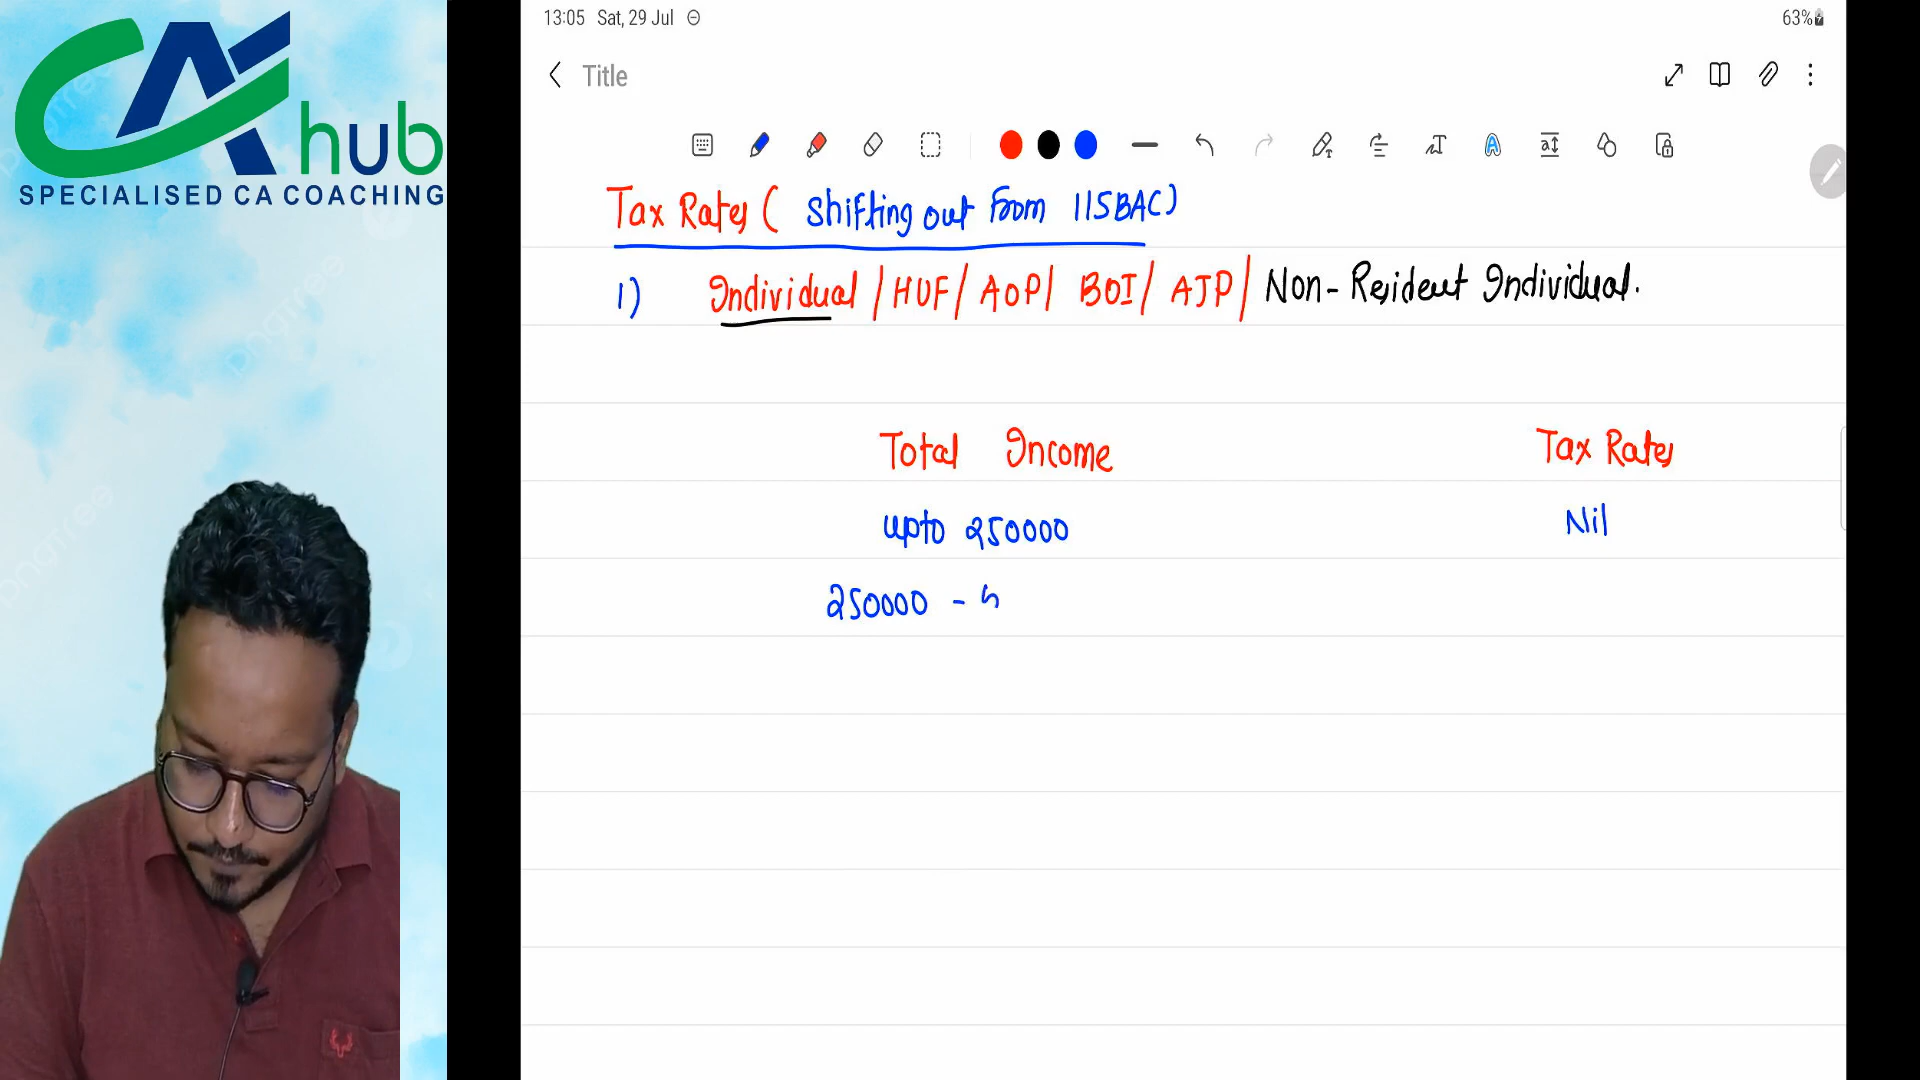 CA hub
SPECIALISED CA COACHING
13:05 Sat, 29 Jul
63%
Title
Tax Rates ( shifting out from 115BAC)
1) Individual / HUF / AOP / BOI / AJP / Non-Resident Individual.
Total Income Tax Rates
upto 250000 Nil
250000 - 5